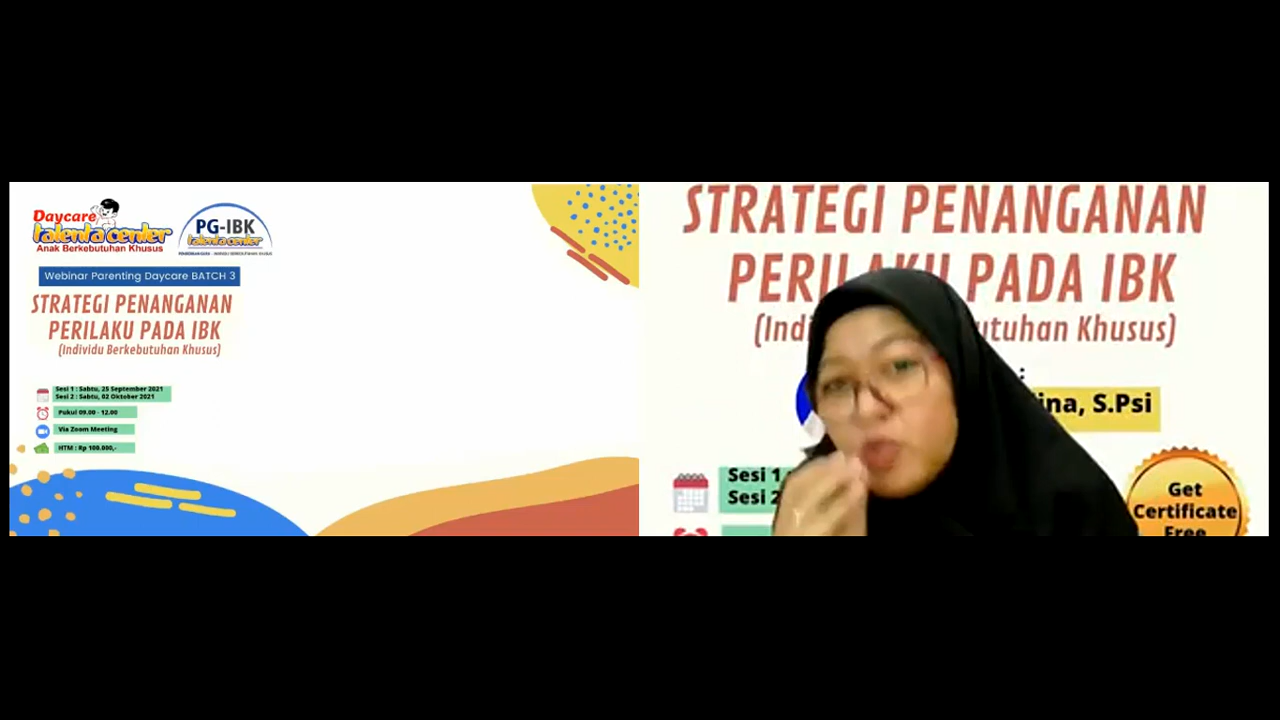 Daycare
talenta center
Anak Berkebutuhan Khusus
PG-IBK
talenta center
Webinar Parenting Daycare BATCH 3
STRATEGI PENANGANAN
PERILAKU PADA IBK
(Individu Berkebutuhan Khusus)
Sesi 1 : Sabtu, 25 September 2021
Sesi 2 : Sabtu, 02 Oktober 2021
Pukul 09.00 - 12.00
Via Zoom Meeting
HTM : Rp 100.000,-
STRATEGI PENANGANAN
PERILAKU PADA IBK
(Indi utuhan Khusus)
:
ina, S.Psi
Sesi 1
Sesi 2
Get
Certificate
Free